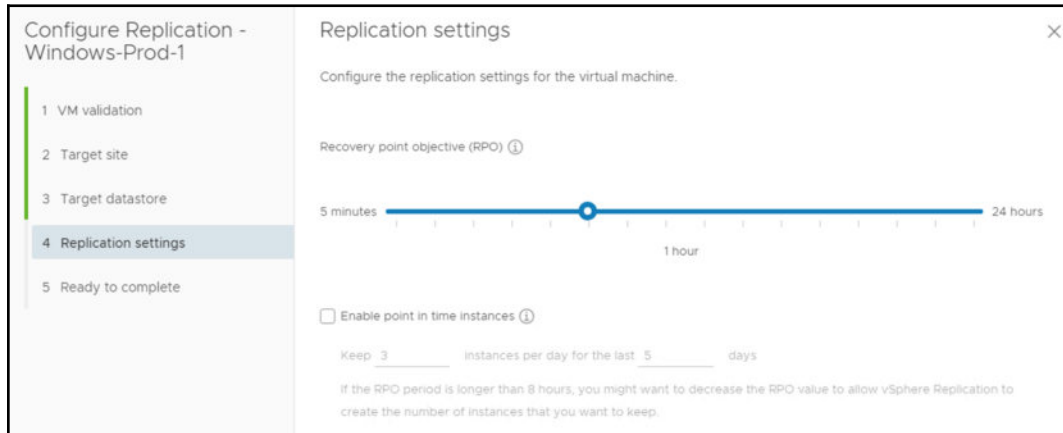 Configure Replication -
Windows-Prod-1
1 VM validation
2 Target site
3 Target datastore
4 Replication settings
5 Ready to complete
Replication settings
Configure the replication settings for the virtual machine.
Recovery point objective (RPO)
5 minutes
24 hours
1 hour
Enable point in time instances
Keep 3 instances per day for the last 5 days
If the RPO period is longer than 8 hours, you might want to decrease the RPO value to allow vSphere Replication to
create the number of instances that you want to keep.